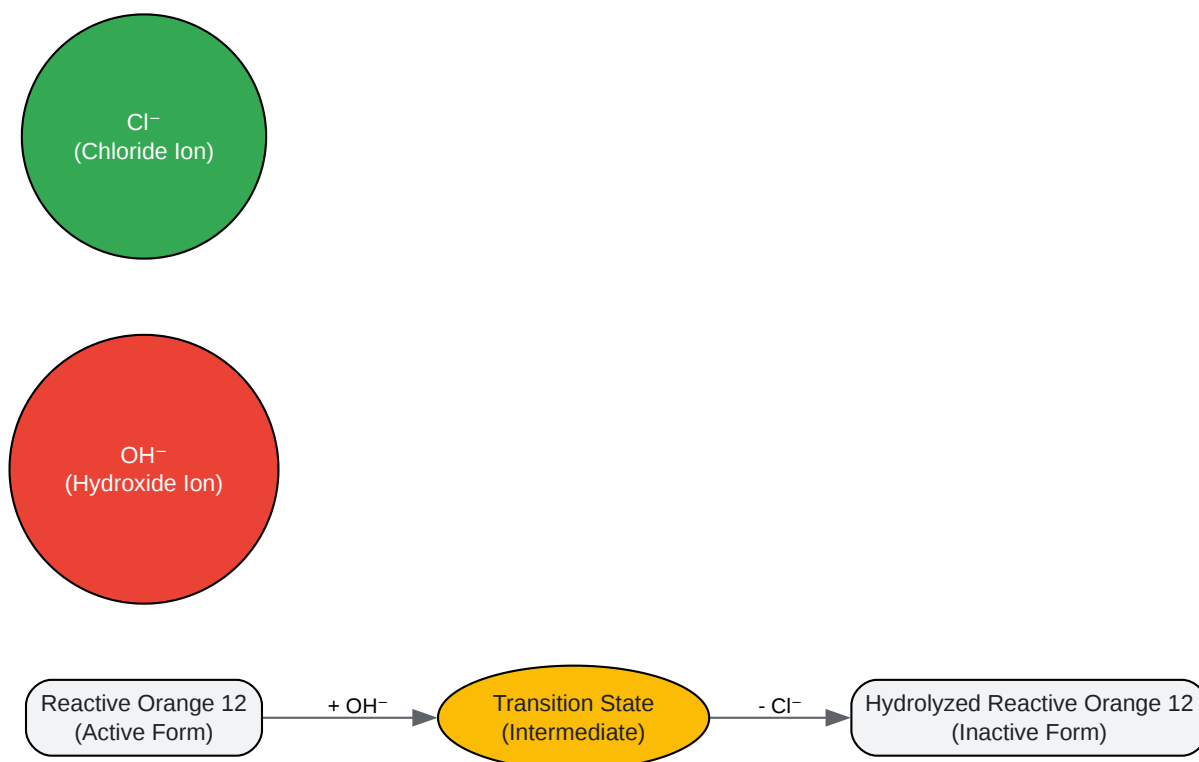 Cl⁻
(Chloride Ion)
OH⁻
(Hydroxide Ion)
Reactive Orange 12
(Active Form)
+ OH⁻
Transition State
(Intermediate)
- Cl⁻
Hydrolyzed Reactive Orange 12
(Inactive Form)